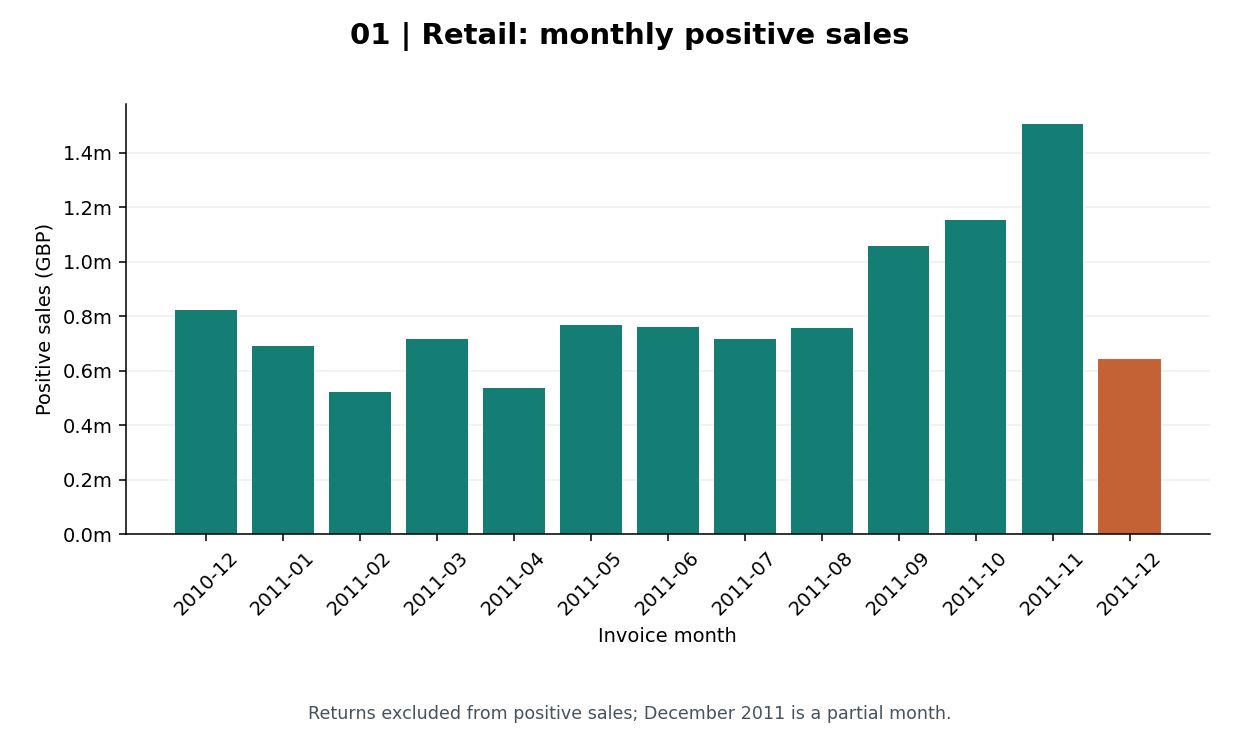 01 | Retail: monthly positive sales
Positive sales (GBP)
1.4m
1.2m
1.0m
0.8m
0.6m
0.4m
0.2m
0.0m
2010-12
2011-01
2011-02
2011-03
2011-04
2011-05
2011-06
2011-07
2011-08
2011-09
2011-10
2011-11
2011-12
Invoice month
Returns excluded from positive sales; December 2011 is a partial month.